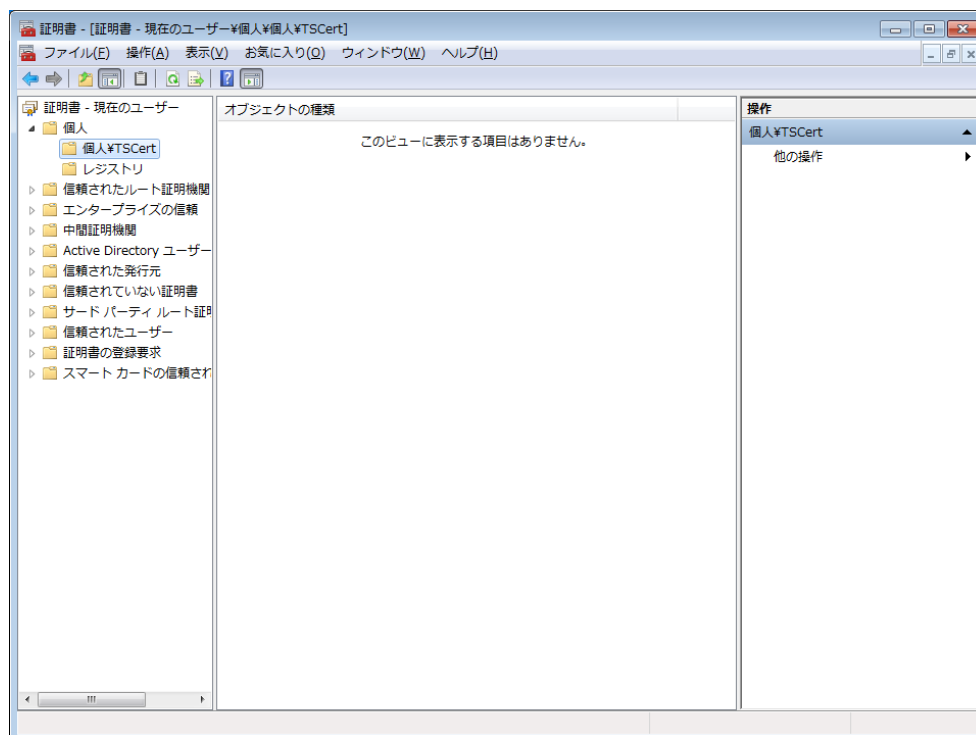 証明書 - [証明書 - 現在のユーザー¥個人¥個人¥TSCert]
ファイル(F) 操作(A) 表示(V) お気に入り(O) ウィンドウ(W) ヘルプ(H)
証明書 - 現在のユーザー
個人
個人¥TSCert
レジストリ
信頼されたルート証明機関
エンタープライズの信頼
中間証明機関
Active Directory ユーザー
信頼された発行元
信頼されていない証明書
サード パーティ ルート証明
信頼されたユーザー
証明書の登録要求
スマート カードの信頼され
オブジェクトの種類
このビューに表示する項目はありません。
操作
個人¥TSCert
他の操作